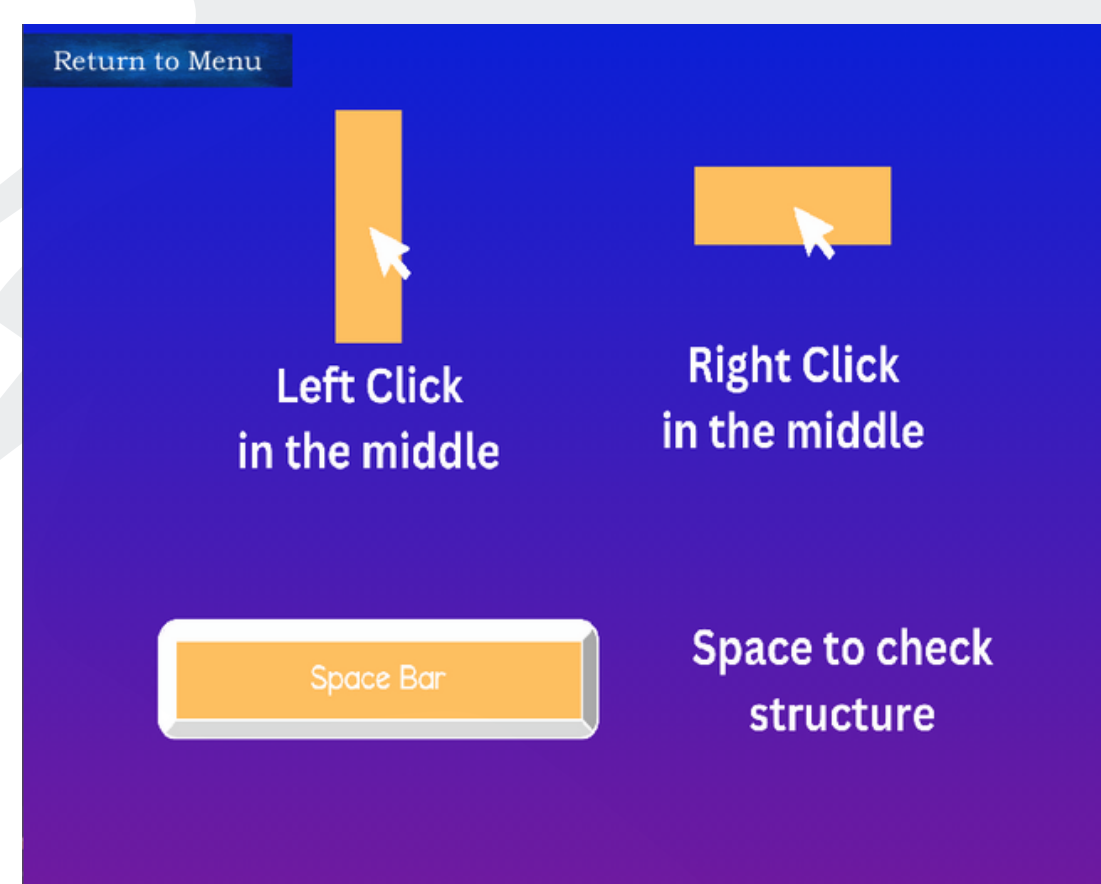 Return to Menu
Left Click
in the middle
Right Click
in the middle
Space Bar
Space to check
structure